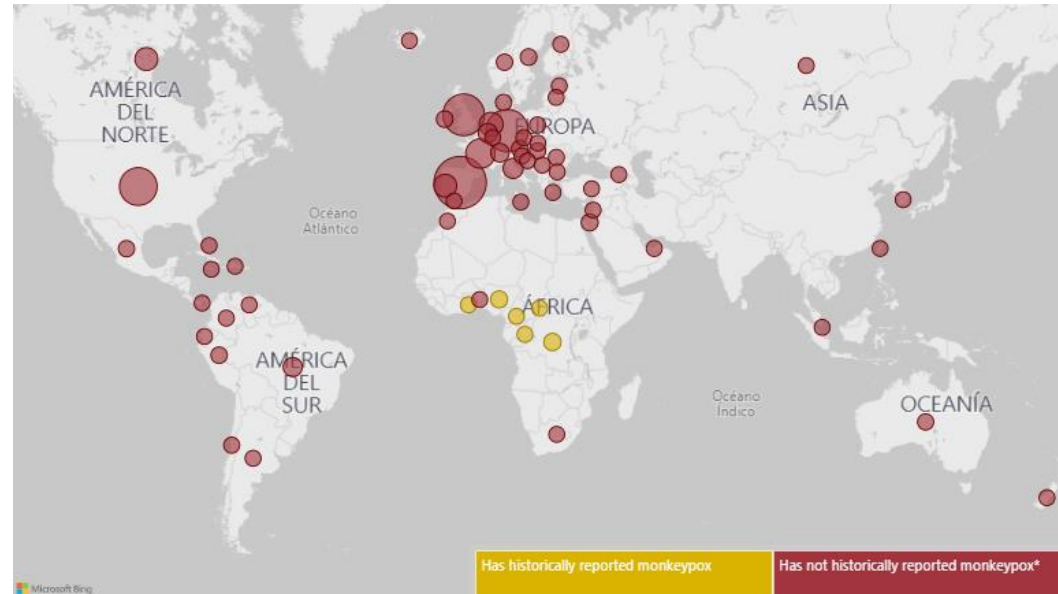 AMÉRICA
DEL
NORTE
EUROPA
ASIA
Océano
Atlántico
ÁFRICA
AMÉRICA
DEL
SUR
Océano
Índico
OCEANÍA
Has historically reported monkeypox
Has not historically reported monkeypox*
Microsoft Bing